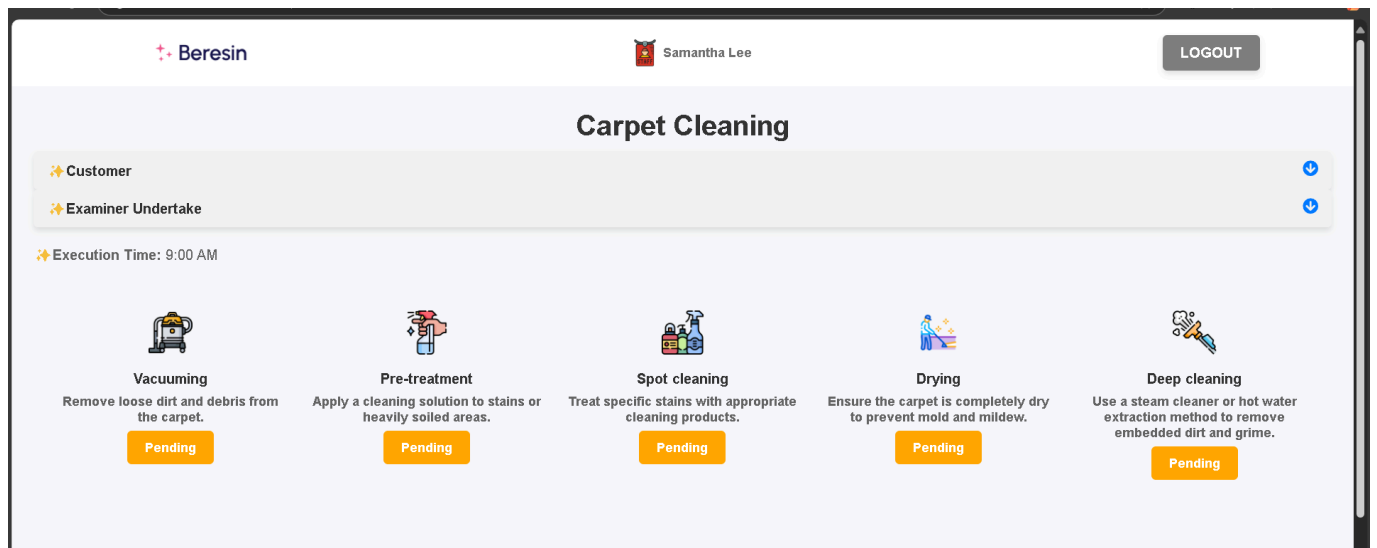 Beresin
STAFF
Samantha Lee
LOGOUT
Carpet Cleaning
✨Customer
✨Examiner Undertake
✨Execution Time: 9:00 AM
Vacuuming
Remove loose dirt and debris from
the carpet.
Pending
Pre-treatment
Apply a cleaning solution to stains or
heavily soiled areas.
Pending
Spot cleaning
Treat specific stains with appropriate
cleaning products.
Pending
Drying
Ensure the carpet is completely dry
to prevent mold and mildew.
Pending
Deep cleaning
Use a steam cleaner or hot water
extraction method to remove
embedded dirt and grime.
Pending